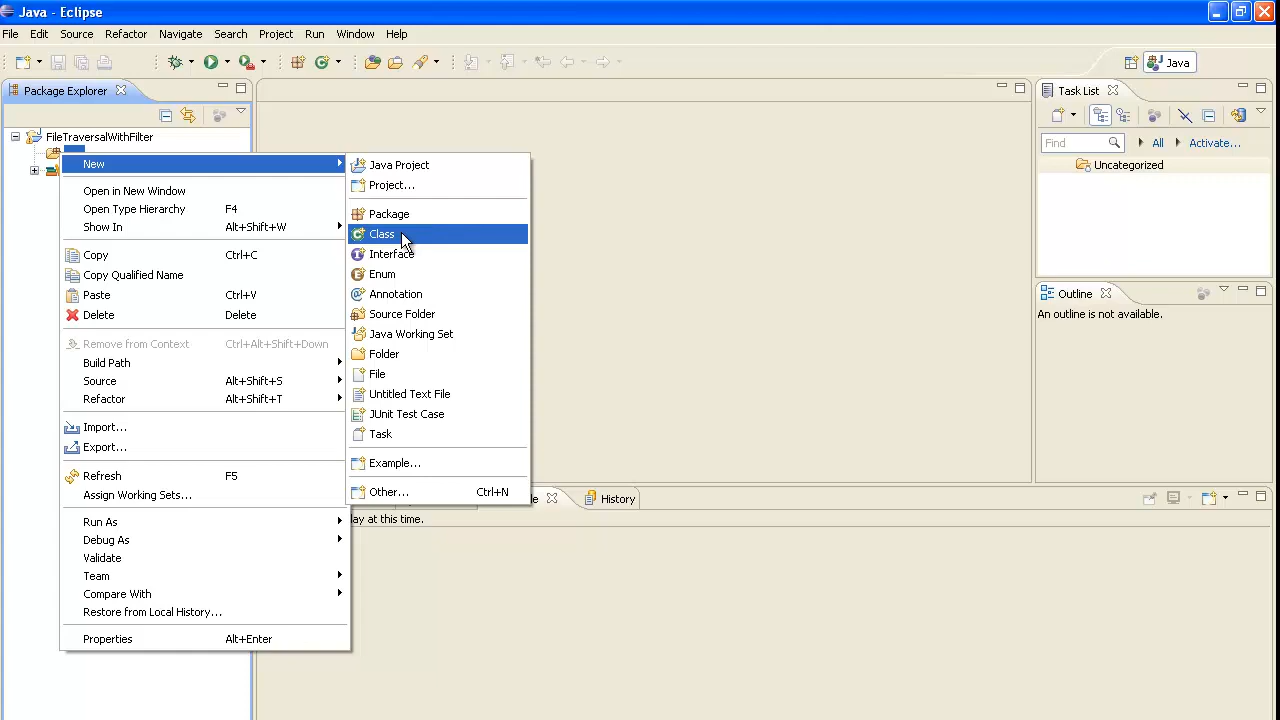 Java - Eclipse
File Edit Source Refactor Navigate Search Project Run Window Help
Java
Package Explorer
FileTraversalWithFilter
New
Open in New Window
Open Type Hierarchy F4
Show In Alt+Shift+W
Copy Ctrl+C
Copy Qualified Name
Paste Ctrl+V
Delete Delete
Remove from Context Ctrl+Alt+Shift+Down
Build Path
Source Alt+Shift+S
Refactor Alt+Shift+T
Import...
Export...
Refresh F5
Assign Working Sets...
Run As
Debug As
Validate
Team
Compare With
Restore from Local History...
Properties Alt+Enter
Java Project
Project...
Package
Class
Interface
Enum
Annotation
Source Folder
Java Working Set
Folder
File
Untitled Text File
JUnit Test Case
Task
Example...
Other... Ctrl+N
Task List
Find All Activate...
Uncategorized
Outline
An outline is not available.
History
lay at this time.